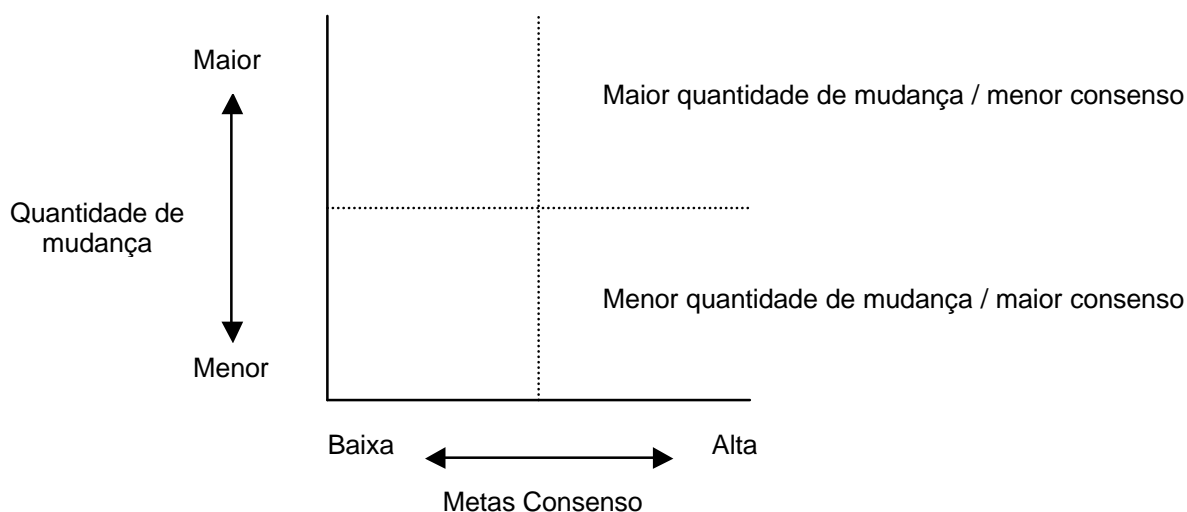 Maior
Maior quantidade de mudança / menor consenso
Quantidade de
mudança
Menor quantidade de mudança / maior consenso
Menor
Baixa
Alta
Metas Consenso